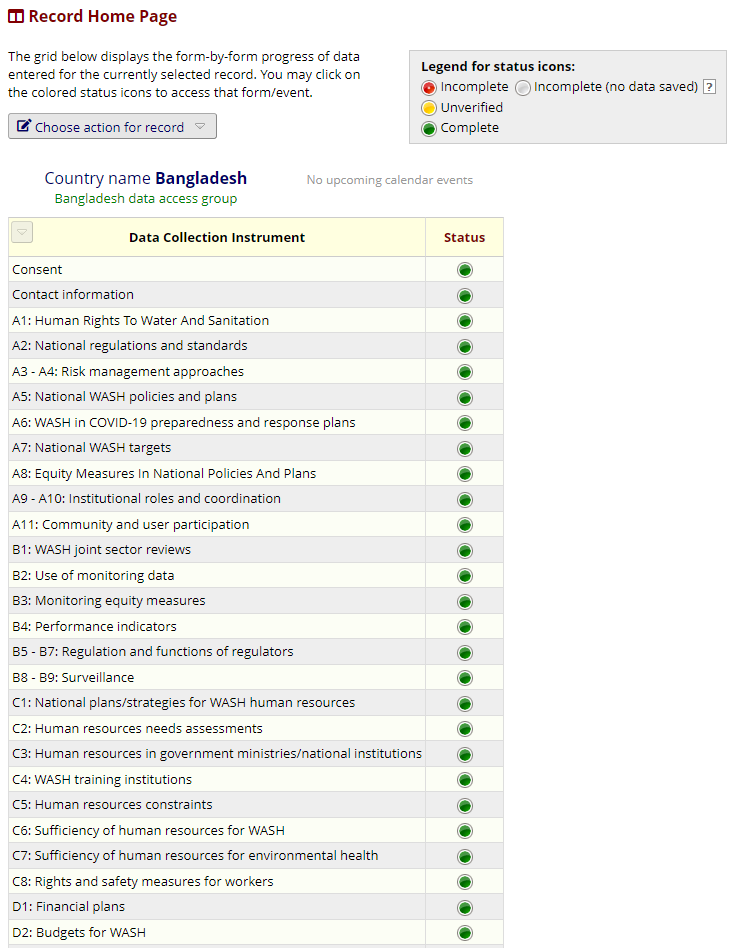 Record Home Page
The grid below displays the form-by-form progress of data
entered for the currently selected record. You may click on
the colored status icons to access that form/event.
Legend for status icons:
Incomplete Incomplete (no data saved) ?
Unverified
Complete
Choose action for record
Country name Bangladesh
No upcoming calendar events
Bangladesh data access group
Data Collection Instrument Status
Consent
Contact information
A1: Human Rights To Water And Sanitation
A2: National regulations and standards
A3 - A4: Risk management approaches
A5: National WASH policies and plans
A6: WASH in COVID-19 preparedness and response plans
A7: National WASH targets
A8: Equity Measures In National Policies And Plans
A9 - A10: Institutional roles and coordination
A11: Community and user participation
B1: WASH joint sector reviews
B2: Use of monitoring data
B3: Monitoring equity measures
B4: Performance indicators
B5 - B7: Regulation and functions of regulators
B8 - B9: Surveillance
C1: National plans/strategies for WASH human resources
C2: Human resources needs assessments
C3: Human resources in government ministries/national institutions
C4: WASH training institutions
C5: Human resources constraints
C6: Sufficiency of human resources for WASH
C7: Sufficiency of human resources for environmental health
C8: Rights and safety measures for workers
D1: Financial plans
D2: Budgets for WASH